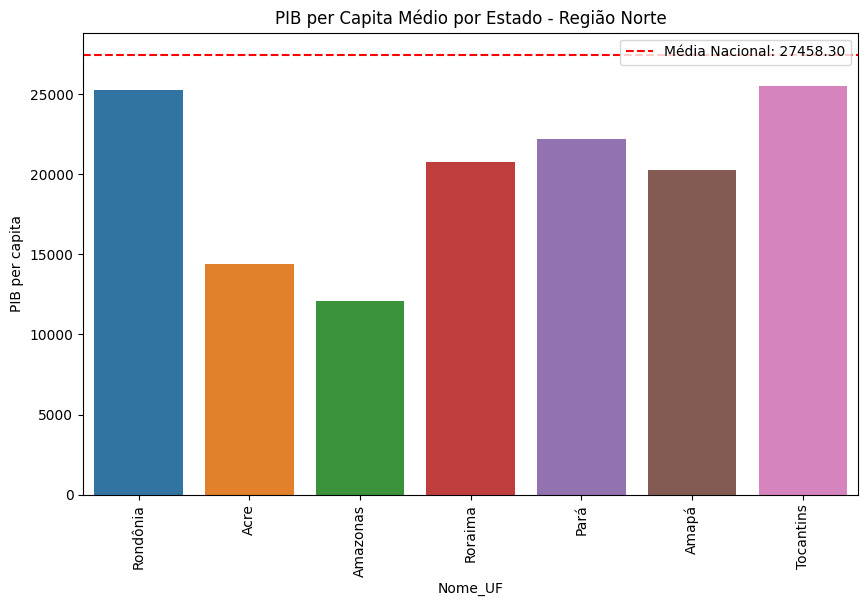 PIB per Capita Médio por Estado - Região Norte
Média Nacional: 27458.30
PIB per capita
25000
20000
15000
10000
5000
0
Rondônia
Acre
Amazonas
Roraima
Pará
Amapá
Tocantins
Nome_UF